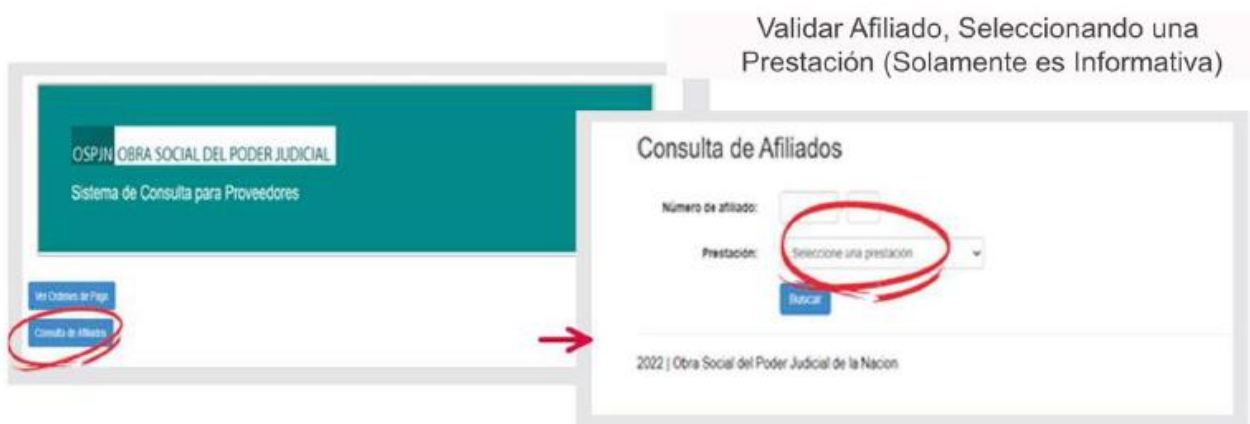 Validar Afiliado, Seleccionando una
Prestación (Solamente es Informativa)
OSPJN OBRA SOCIAL DEL PODER JUDICIAL
Sistema de Consulta para Proveedores
Ver Ordenes de Pago
Consulta de Afiliados
Consulta de Afiliados
Número de afiliado:
Prestación: Seleccione una prestación
Buscar
2022 | Obra Social del Poder Judicial de la Nacion